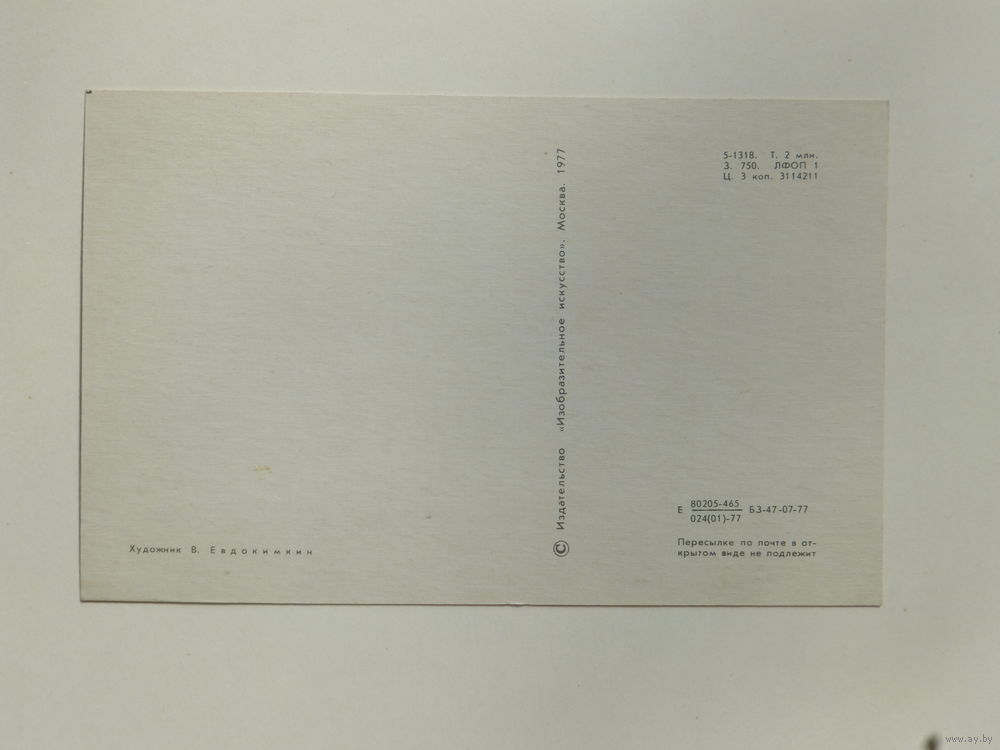 5-1318. Т. 2 млн.
З. 750. ЛФОП 1
Ц. 3 коп. 3114211
© Издательство «Изобразительное искусство». Москва. 1977
Е 80205-465 БЗ-47-07-77
024(01)-77
Пересылке по почте в от-
крытом виде не подлежит
Художник В. Евдокимкин
www.ay.by